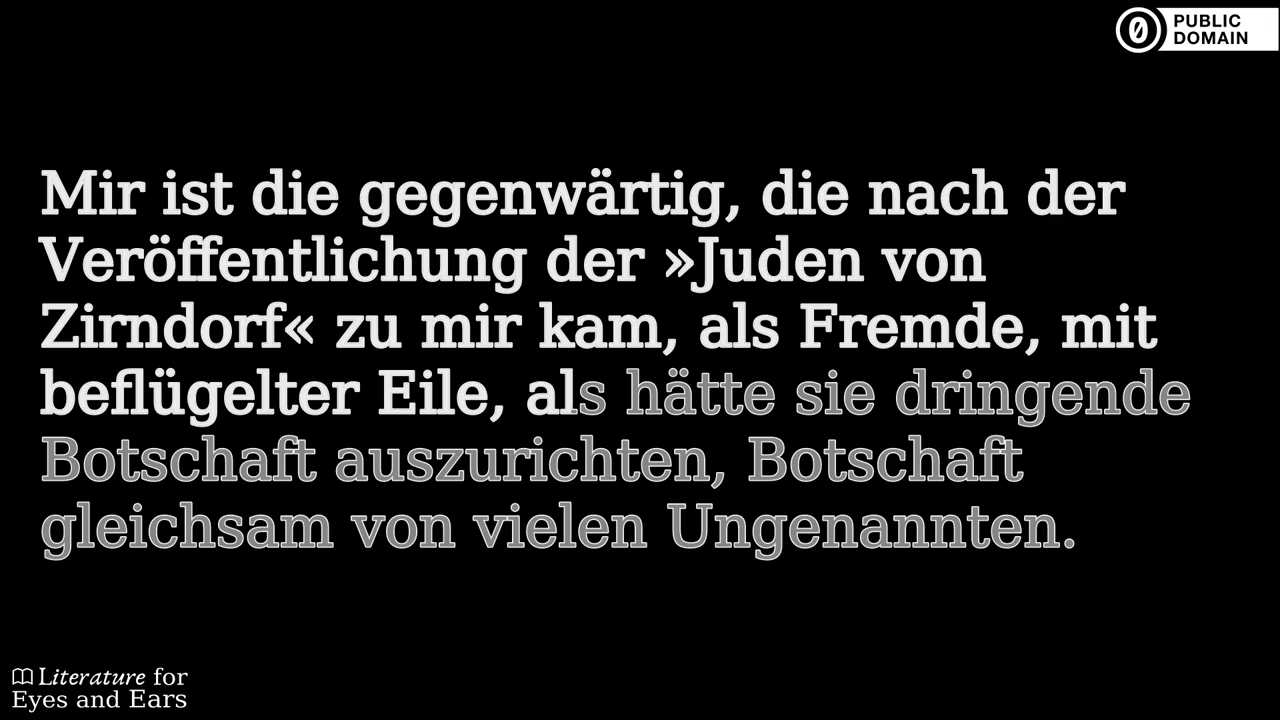 PUBLIC
DOMAIN
Mir ist die gegenwärtig, die nach der
Veröffentlichung der »Juden von
Zirndorf« zu mir kam, als Fremde, mit
beflügelter Eile, als hätte sie dringende
Botschaft auszurichten, Botschaft
gleichsam von vielen Ungenannten.
Literature for
Eyes and Ears